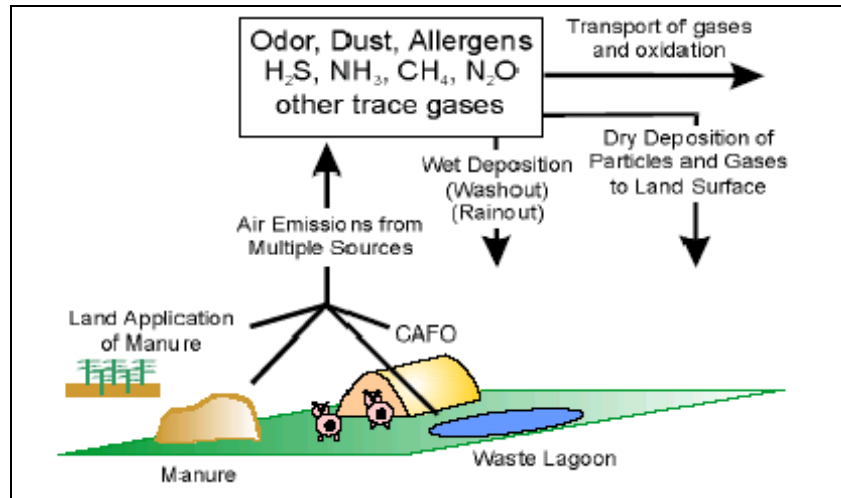 Odor, Dust, Allergens
H₂S, NH₃, CH₄, N₂O
other trace gases
Transport of gases
and oxidation
Wet Deposition
(Washout)
(Rainout)
Dry Deposition of
Particles and Gases
to Land Surface
Air Emissions from
Multiple Sources
Land Application
of Manure
CAFO
Manure
Waste Lagoon